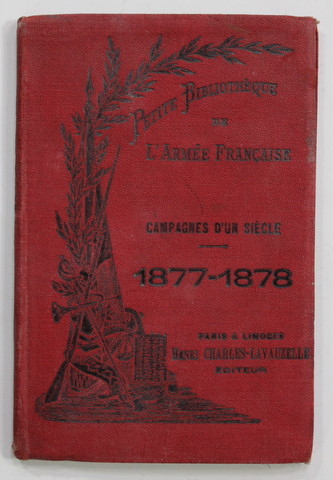 PETITE BIBLIOTHÈQUE
DE
L'ARMÉE FRANÇAISE
CAMPAGNES D'UN SIÈCLE
1877-1878
PARIS & LIMOGES
HENRI CHARLES-LAVAUZELLE
ÉDITEUR